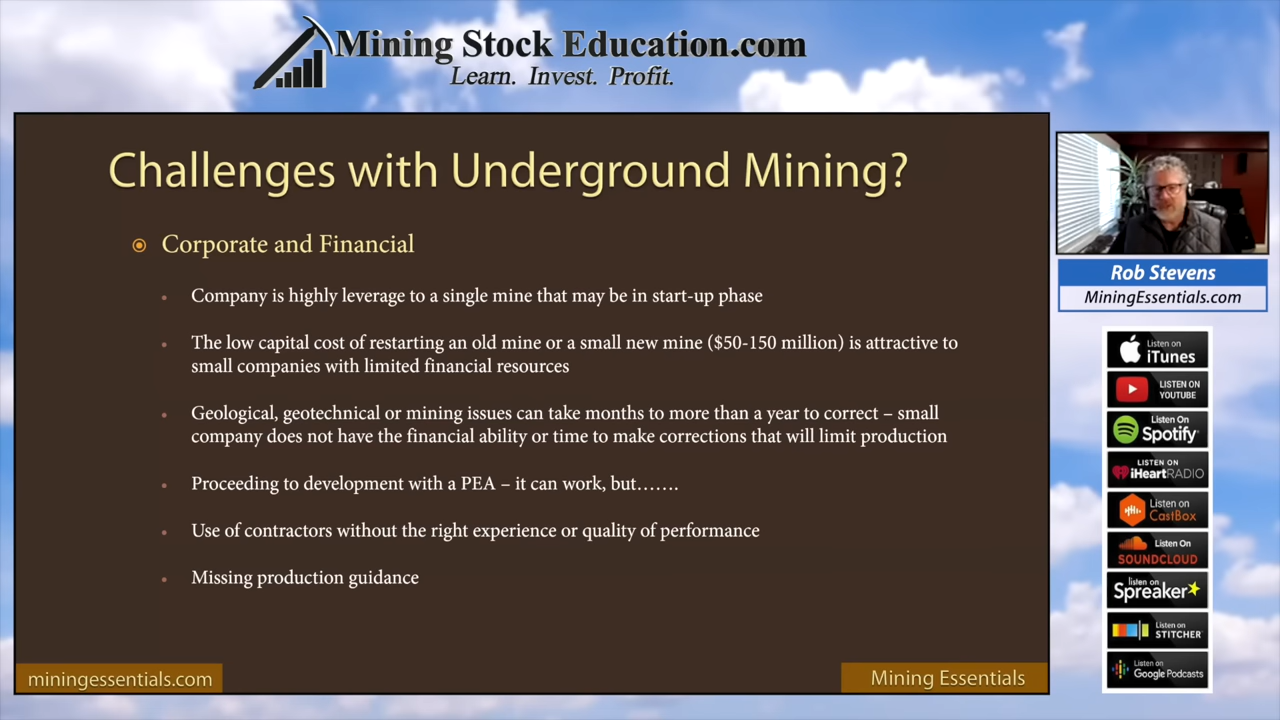 Mining Stock Education.com
Learn. Invest. Profit.
Challenges with Underground Mining?
Corporate and Financial
Company is highly leverage to a single mine that may be in start-up phase
The low capital cost of restarting an old mine or a small new mine ($50-150 million) is attractive to
small companies with limited financial resources
Geological, geotechnical or mining issues can take months to more than a year to correct – small
company does not have the financial ability or time to make corrections that will limit production
Proceeding to development with a PEA – it can work, but…….
Use of contractors without the right experience or quality of performance
Missing production guidance
miningessentials.com
Mining Essentials
Rob Stevens
MiningEssentials.com
Listen on
iTunes
LISTEN ON
YOUTUBE
Listen On
Spotify
LISTEN ON
iHeartRADIO
Listen on
CastBox
Listen On
SOUNDCLOUD
listen on
Spreaker
Listen on
STITCHER
Listen on
Google Podcasts